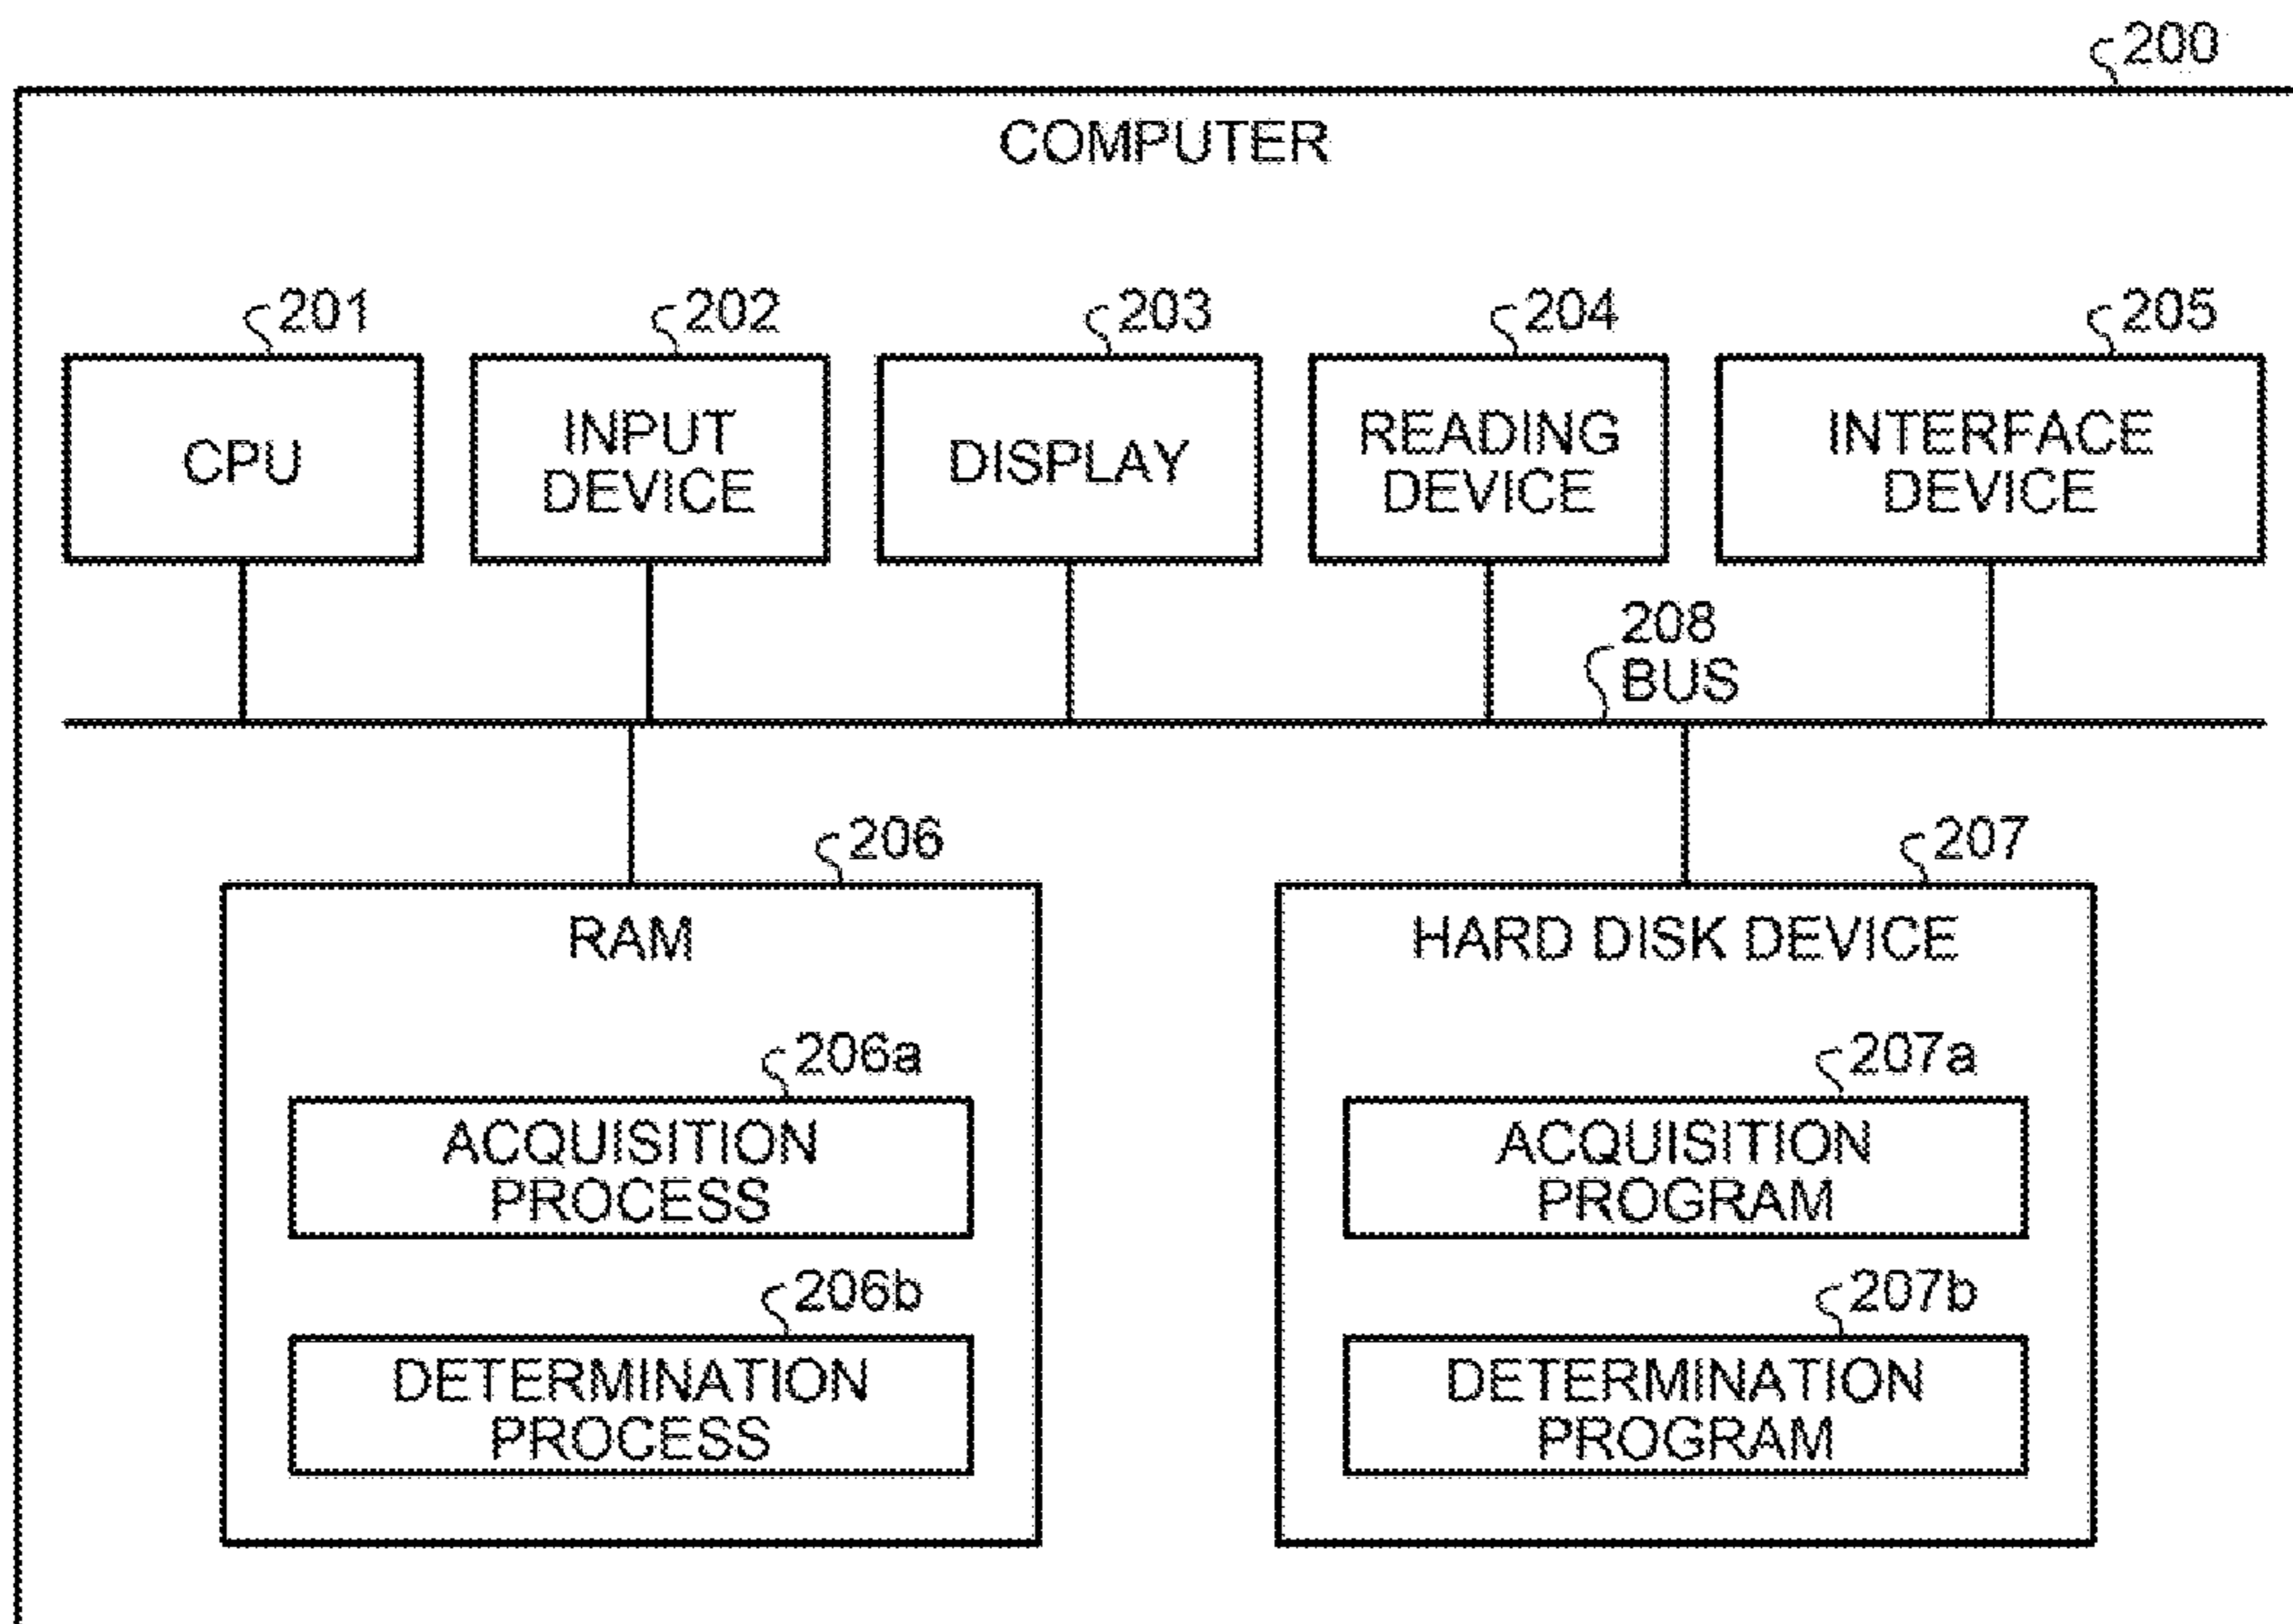 200
COMPUTER
201
202
203
204
205
CPU
INPUT
DEVICE
DISPLAY
READING
DEVICE
INTERFACE
DEVICE
208
BUS
206
207
RAM
HARD DISK DEVICE
206a
ACQUISITION
PROCESS
206b
DETERMINATION
PROCESS
207a
ACQUISITION
PROGRAM
207b
DETERMINATION
PROGRAM